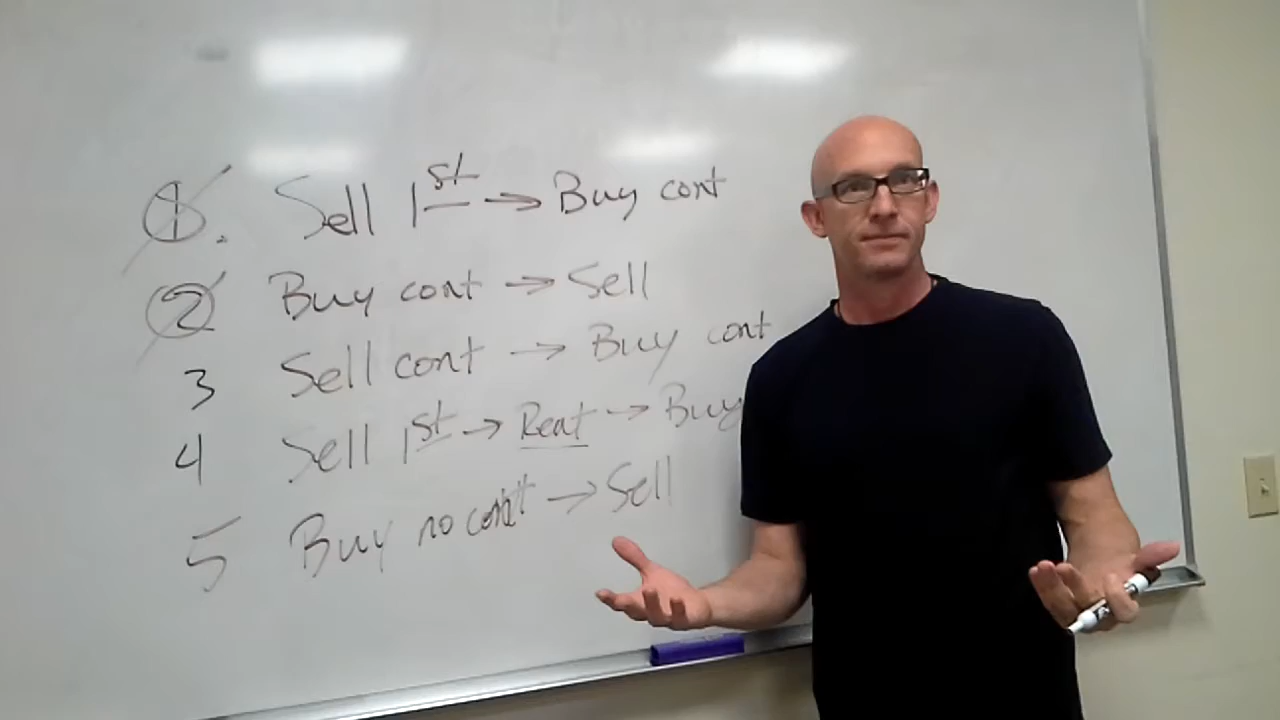 1. Sell 1st → Buy cont
2 Buy cont → Sell
3 Sell cont → Buy cont
4 Sell 1st → Rent → Buy
5 Buy no cont → Sell